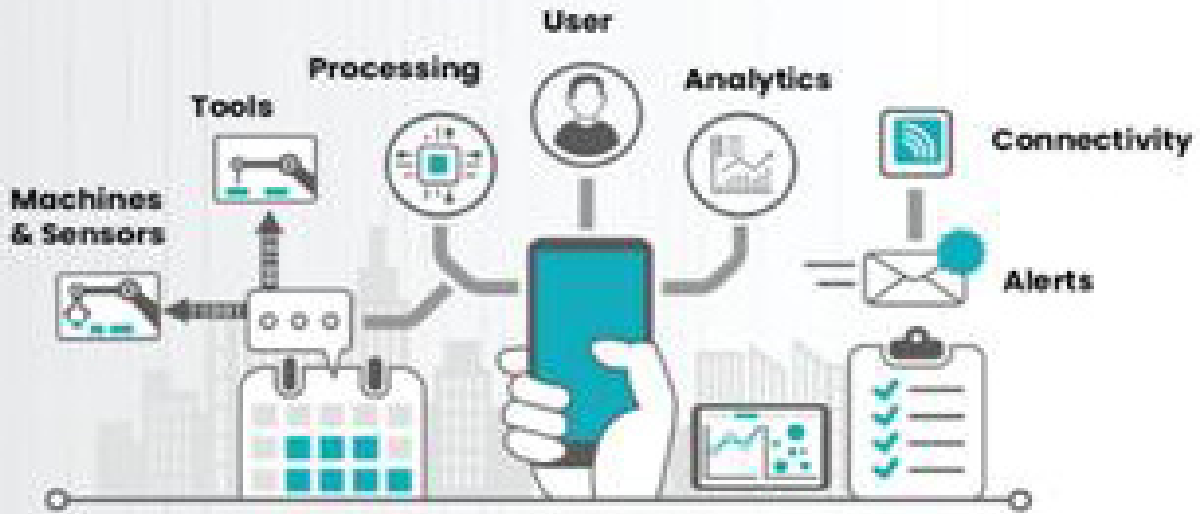 User
Processing
Analytics
Tools
Connectivity
Machines
& Sensors
Alerts